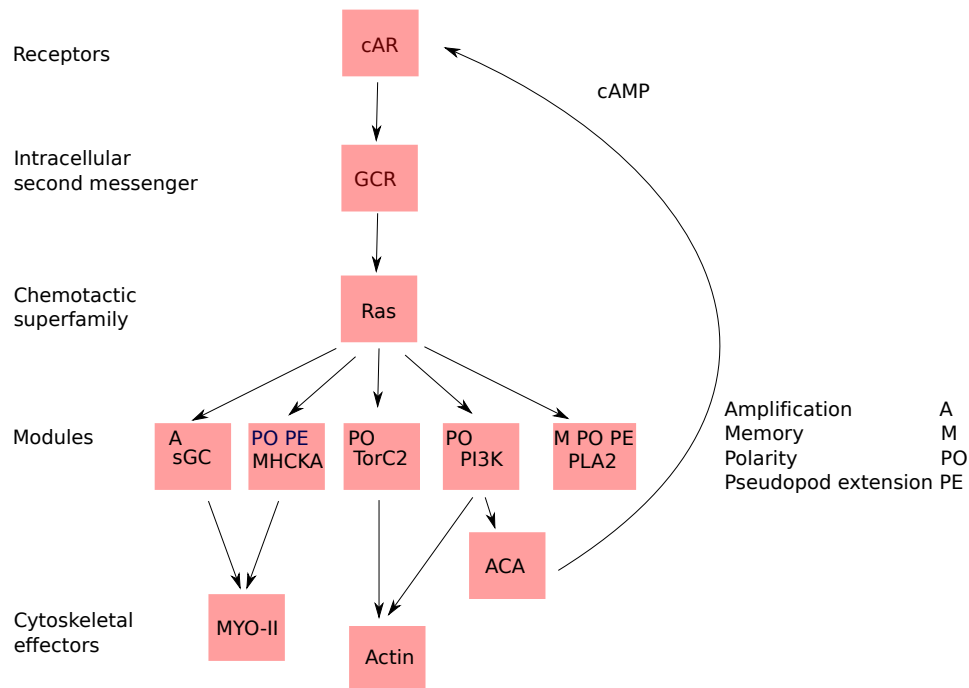 Receptors
cAR
cAMP
Intracellular
second messenger
GCR
Chemotactic
superfamily
Ras
Modules
A
sGC
PO PE
MHCKA
PO
TorC2
PO
PI3K
M PO PE
PLA2
Amplification A
Memory M
Polarity PO
Pseudopod extension PE
ACA
Cytoskeletal
effectors
MYO-II
Actin